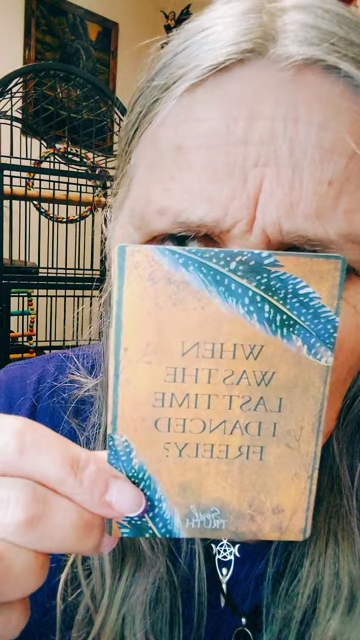 WHEN
WAS THE
LAST TIME
I DANCED
FREELY?
Soul
TRUTH